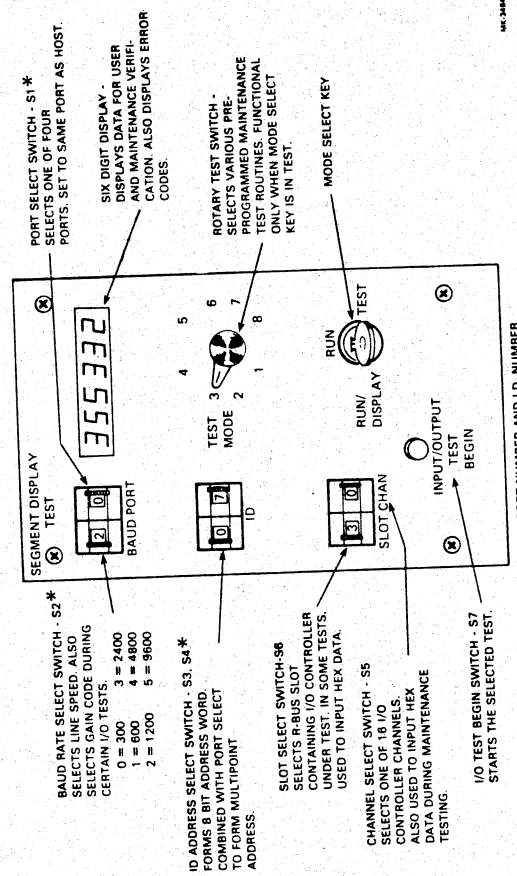 BAUD RATE SELECT SWITCH - S2*
SELECTS LINE SPEED. ALSO
SELECTS GAIN CODE DURING
CERTAIN I/O TESTS.
0 = 300 3 = 2400
1 = 600 4 = 4800
2 = 1200 5 = 9600
ID ADDRESS SELECT SWITCH - S3, S4*
FORMS 8 BIT ADDRESS WORD.
COMBINED WITH PORT SELECT
TO FORM MULTIPOINT
ADDRESS.
SLOT SELECT SWITCH-S6
SELECTS R-BUS SLOT
CONTAINING I/O CONTROLLER
UNDER TEST. IN SOME TESTS.
USED TO INPUT HEX DATA.
CHANNEL SELECT SWITCH - S5
SELECTS ONE OF 16 I/O
CONTROLLER CHANNELS.
ALSO USED TO INPUT HEX
DATA DURING MAINTENANCE
TESTING.
I/O TEST BEGIN SWITCH - S7
STARTS THE SELECTED TEST.
SEGMENT DISPLAY
TEST
2 0
BAUD PORT
355332
0 7
ID
TEST
MODE
1 2 3 4 5 6 7 8
3 0
SLOT CHAN
RUN/
DISPLAY
RUN
TEST
INPUT/OUTPUT
TEST
BEGIN
PORT SELECT SWITCH - S1*
SELECTS ONE OF FOUR
PORTS. SET TO SAME PORT AS HOST.
SIX DIGIT DISPLAY -
DISPLAYS DATA FOR USER
AND MAINTENANCE VERIFI-
CATION. ALSO DISPLAYS ERROR
CODES.
ROTARY TEST SWITCH -
SELECTS VARIOUS PRE-
PROGRAMMED MAINTENANCE
TEST ROUTINES. FUNCTIONAL
ONLY WHEN MODE SELECT
KEY IS IN TEST.
MODE SELECT KEY
NUMBER AND I.D. NUMBER